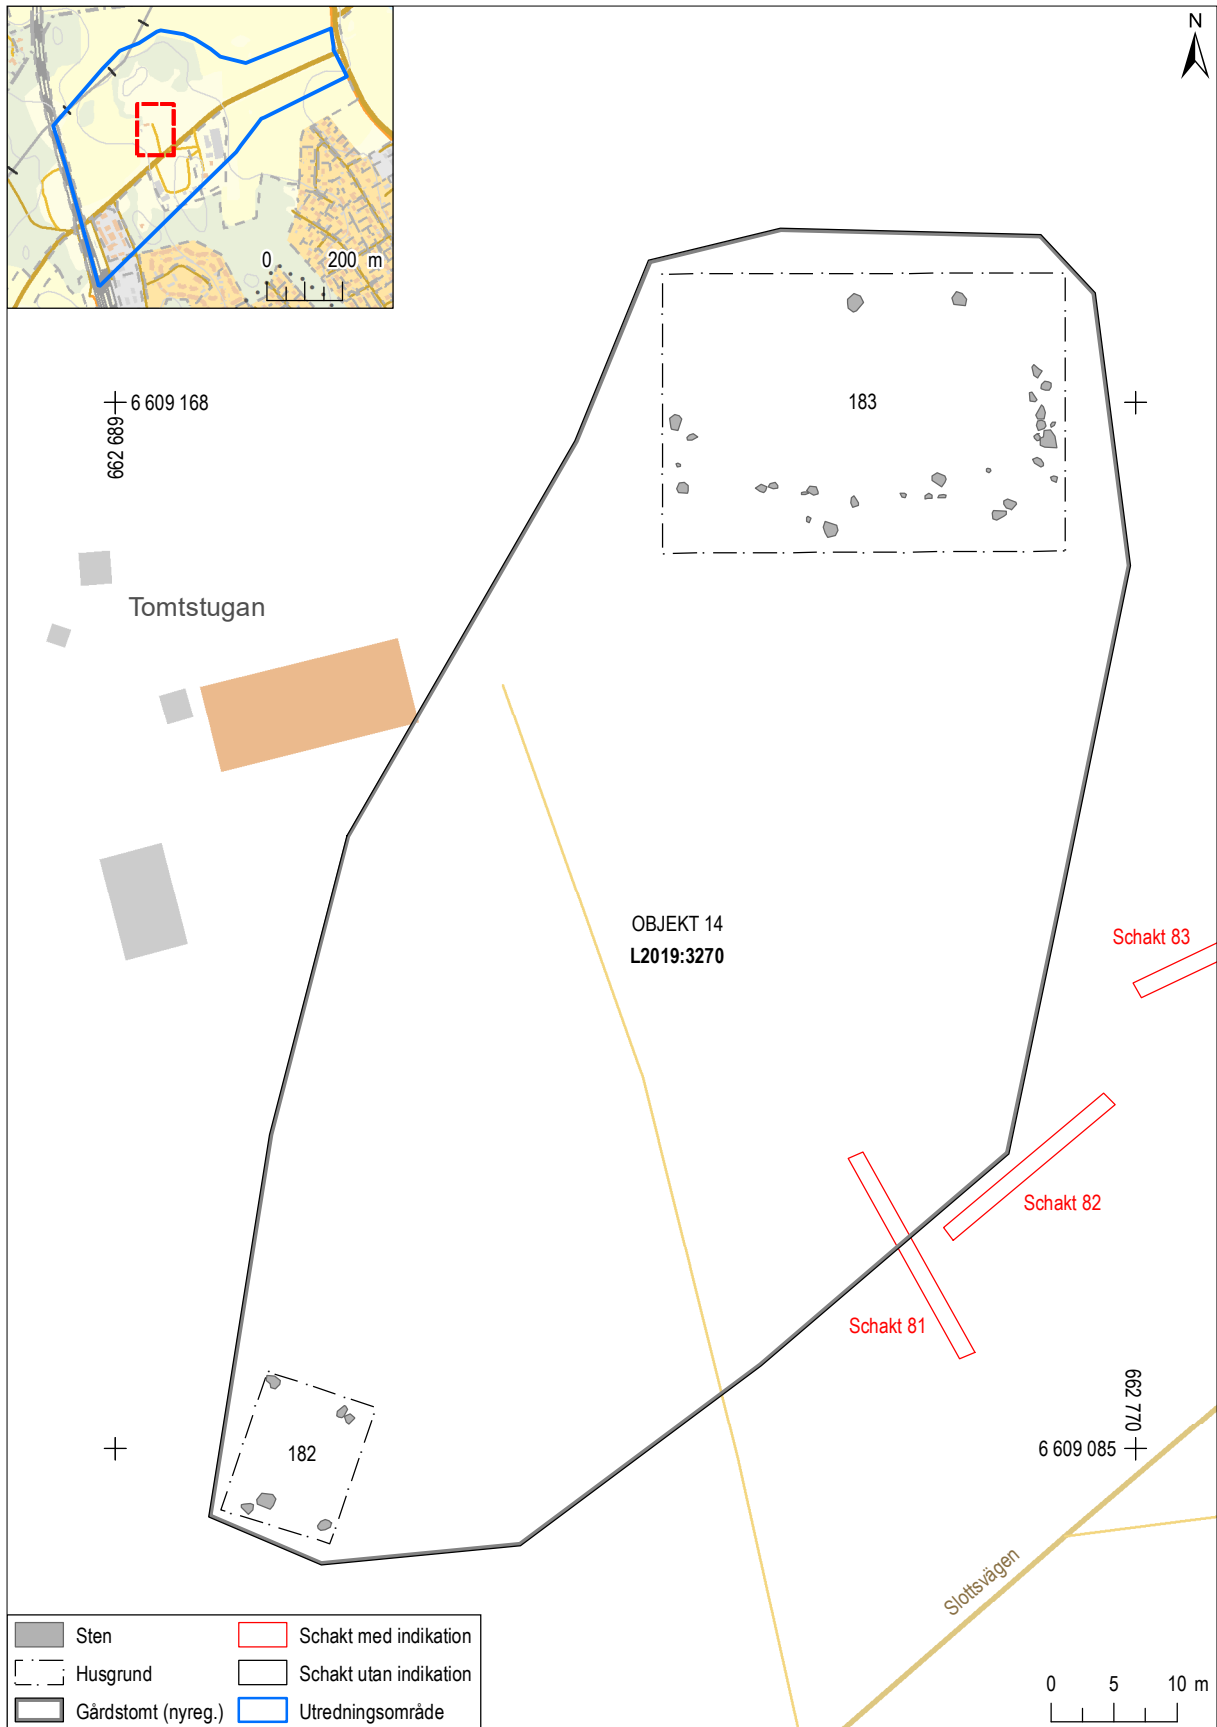 N
0 200 m
6 609 168
662 689
183
Tomtstugan
OBJEKT 14
L2019:3270
Schakt 83
Schakt 82
Schakt 81
662 770
6 609 085
182
Slottsvägen
Sten
Husgrund
Gårdstomt (nyreg.)
Schakt med indikation
Schakt utan indikation
Utredningsområde
0 5 10 m